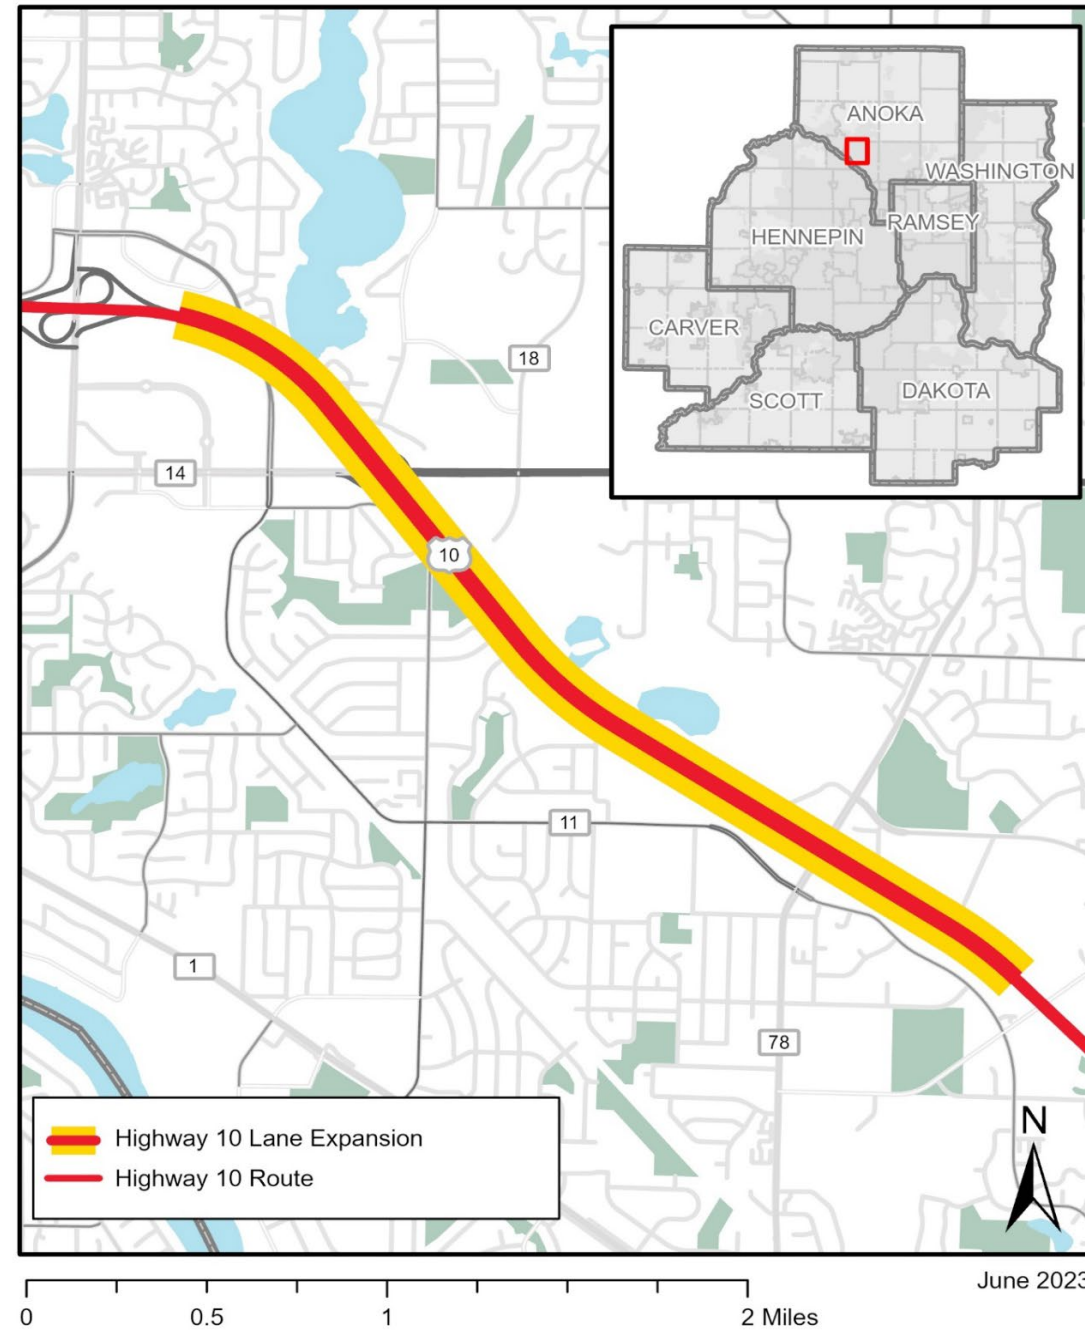 ANOKA
WASHINGTON
RAMSEY
HENNEPIN
CARVER
SCOTT
DAKOTA
18
14
10
11
1
78
N
Highway 10 Lane Expansion
Highway 10 Route
June 2023
0 0.5 1 2 Miles